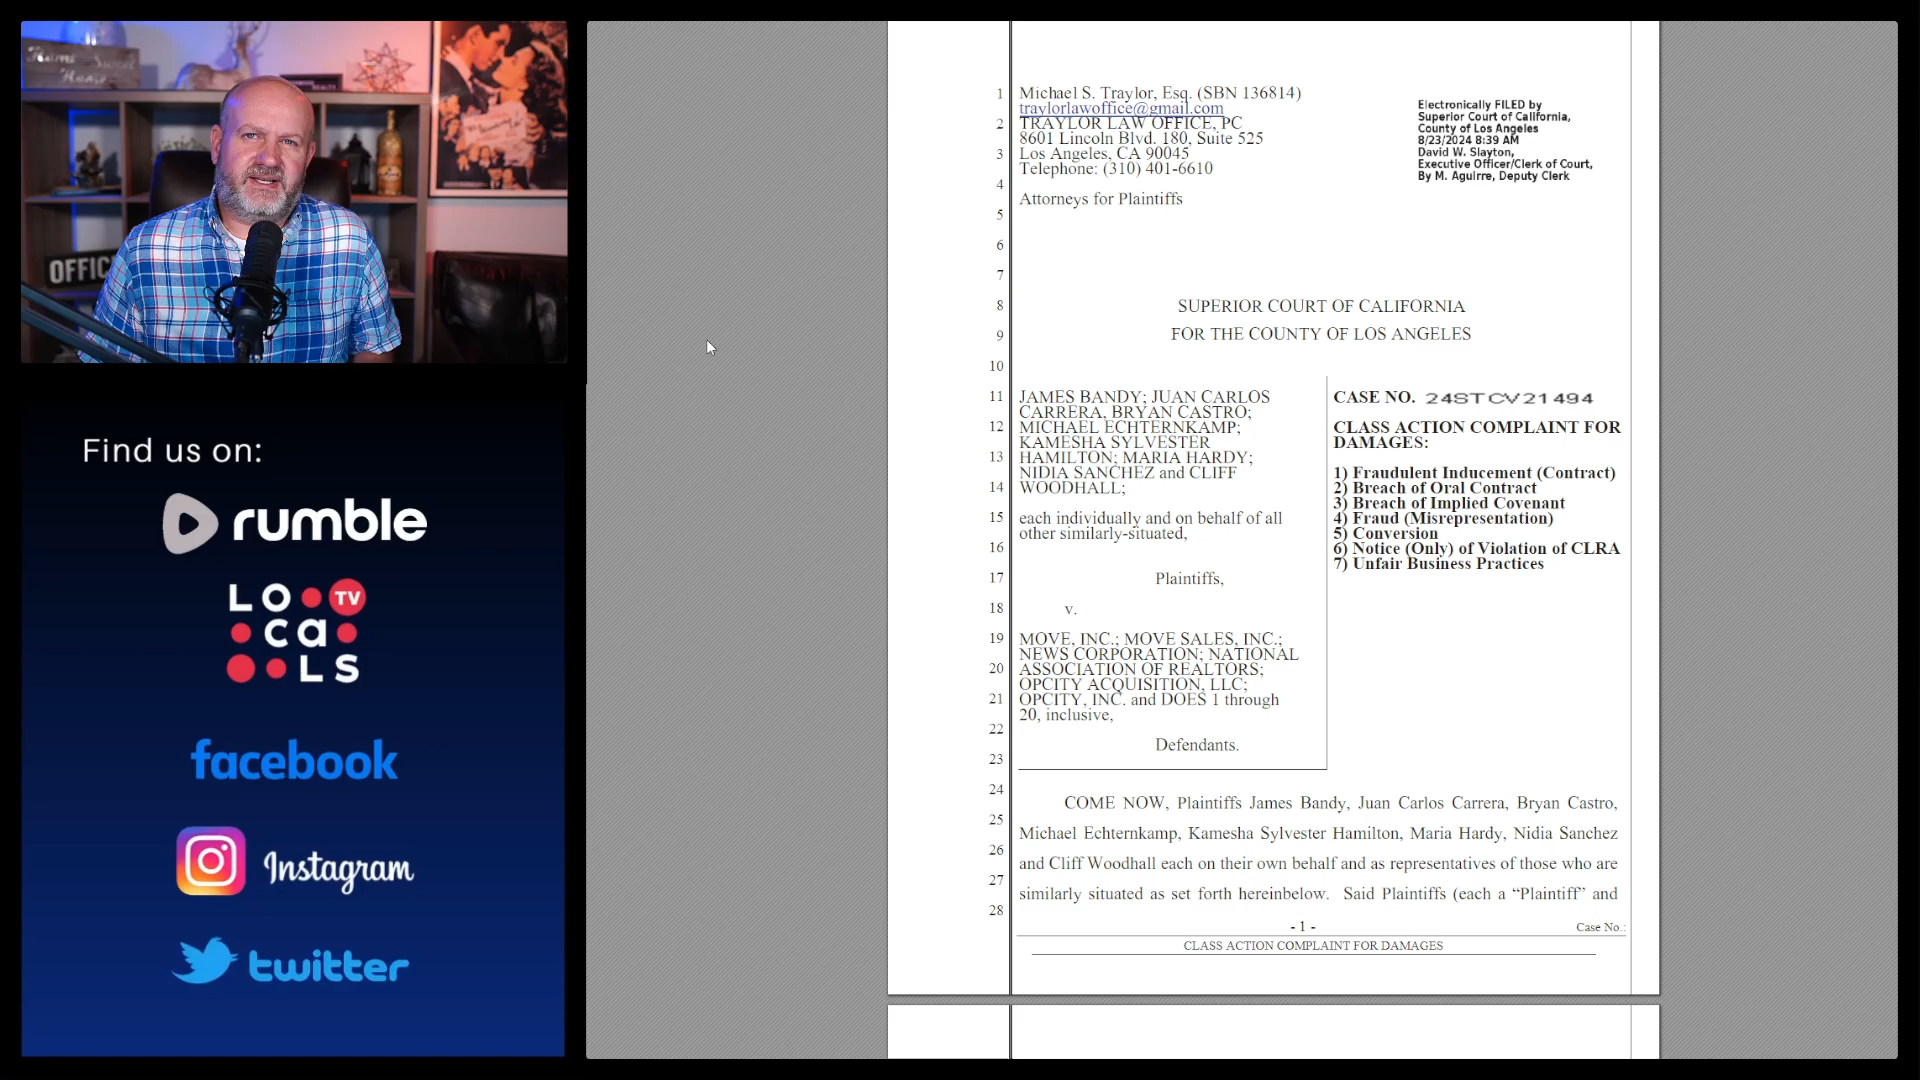 Home Sweet
Home
OFFIC
Find us on:
rumble
LOCALS TV
facebook
Instagram
twitter
1 Michael S. Traylor, Esq. (SBN 136814)
traylorlawoffice@gmail.com
2 TRAYLOR LAW OFFICE, PC
8601 Lincoln Blvd. 180, Suite 525
3 Los Angeles, CA 90045
Telephone: (310) 401-6610
4
Attorneys for Plaintiffs
5
6
7
Electronically FILED by
Superior Court of California,
County of Los Angeles
8/23/2024 8:39 AM
David W. Slayton,
Executive Officer/Clerk of Court,
By M. Aguirre, Deputy Clerk
8 SUPERIOR COURT OF CALIFORNIA
9 FOR THE COUNTY OF LOS ANGELES
10
11 JAMES BANDY; JUAN CARLOS
CARRERA, BRYAN CASTRO;
12 MICHAEL ECHTERNKAMP;
KAMESHA SYLVESTER
13 HAMILTON; MARIA HARDY;
NIDIA SANCHEZ and CLIFF
14 WOODHALL;
15 each individually and on behalf of all
other similarly-situated,
16
17 Plaintiffs,
18 v.
19 MOVE, INC.; MOVE SALES, INC.;
NEWS CORPORATION; NATIONAL
20 ASSOCIATION OF REALTORS;
OPCITY ACQUISITION, LLC;
21 OPCITY, INC. and DOES 1 through
20, inclusive,
22
Defendants.
23
CASE NO. 24STCV21494
CLASS ACTION COMPLAINT FOR
DAMAGES:
1) Fraudulent Inducement (Contract)
2) Breach of Oral Contract
3) Breach of Implied Covenant
4) Fraud (Misrepresentation)
5) Conversion
6) Notice (Only) of Violation of CLRA
7) Unfair Business Practices
24 COME NOW, Plaintiffs James Bandy, Juan Carlos Carrera, Bryan Castro,
25 Michael Echternkamp, Kamesha Sylvester Hamilton, Maria Hardy, Nidia Sanchez
26 and Cliff Woodhall each on their own behalf and as representatives of those who are
27 similarly situated as set forth hereinbelow. Said Plaintiffs (each a “Plaintiff” and
28
- 1 - Case No.:
CLASS ACTION COMPLAINT FOR DAMAGES